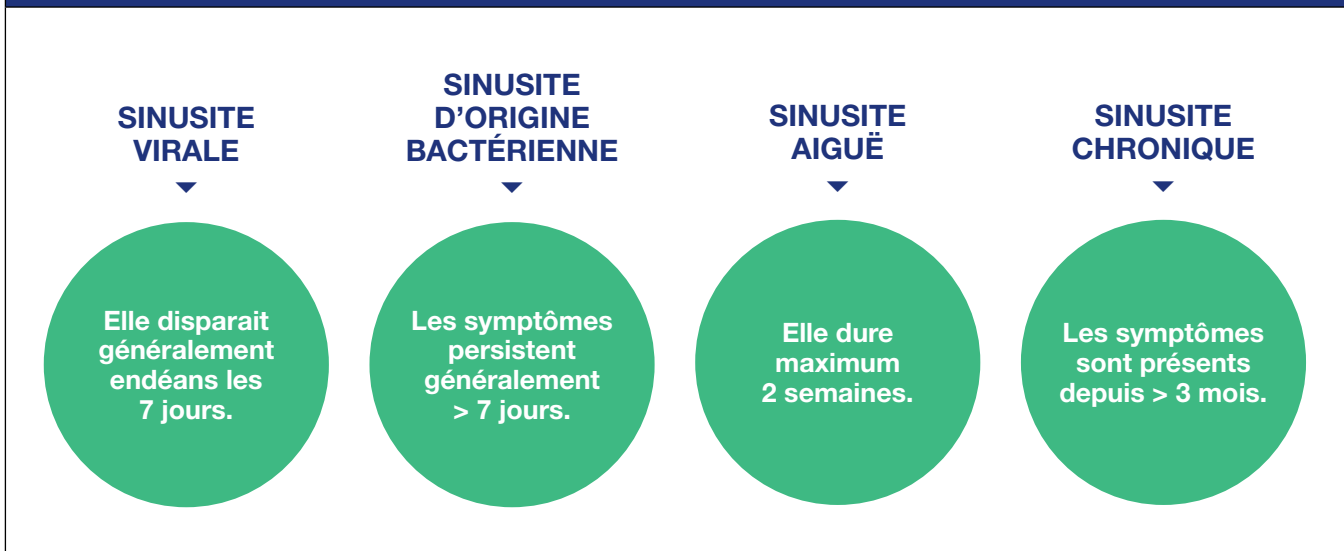 SINUSITE
VIRALE
Elle disparait
généralement
endéans les
7 jours.
SINUSITE
D’ORIGINE
BACTÉRIENNE
Les symptômes
persistent
généralement
> 7 jours.
SINUSITE
AIGUË
Elle dure
maximum
2 semaines.
SINUSITE
CHRONIQUE
Les symptômes
sont présents
depuis > 3 mois.